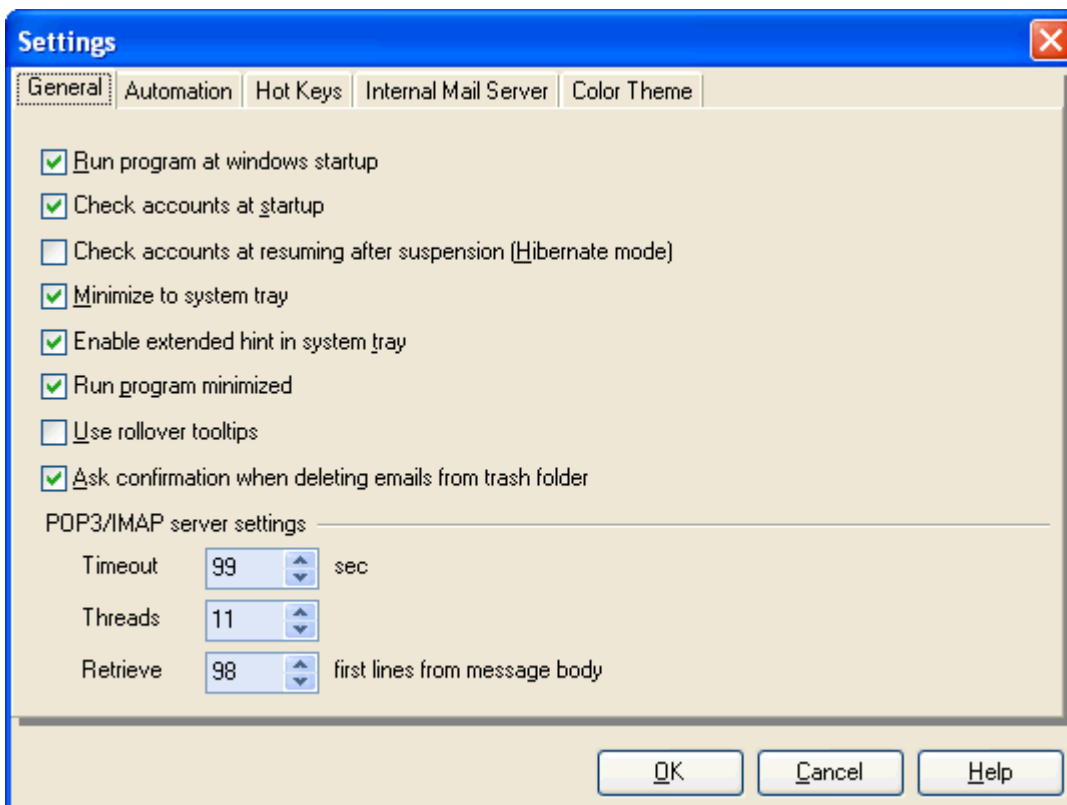 Settings
General Automation Hot Keys Internal Mail Server Color Theme
Run program at windows startup
Check accounts at startup
Check accounts at resuming after suspension (Hibernate mode)
Minimize to system tray
Enable extended hint in system tray
Run program minimized
Use rollover tooltips
Ask confirmation when deleting emails from trash folder
POP3/IMAP server settings
Timeout 99 sec
Threads 11
Retrieve 98 first lines from message body
OK Cancel Help